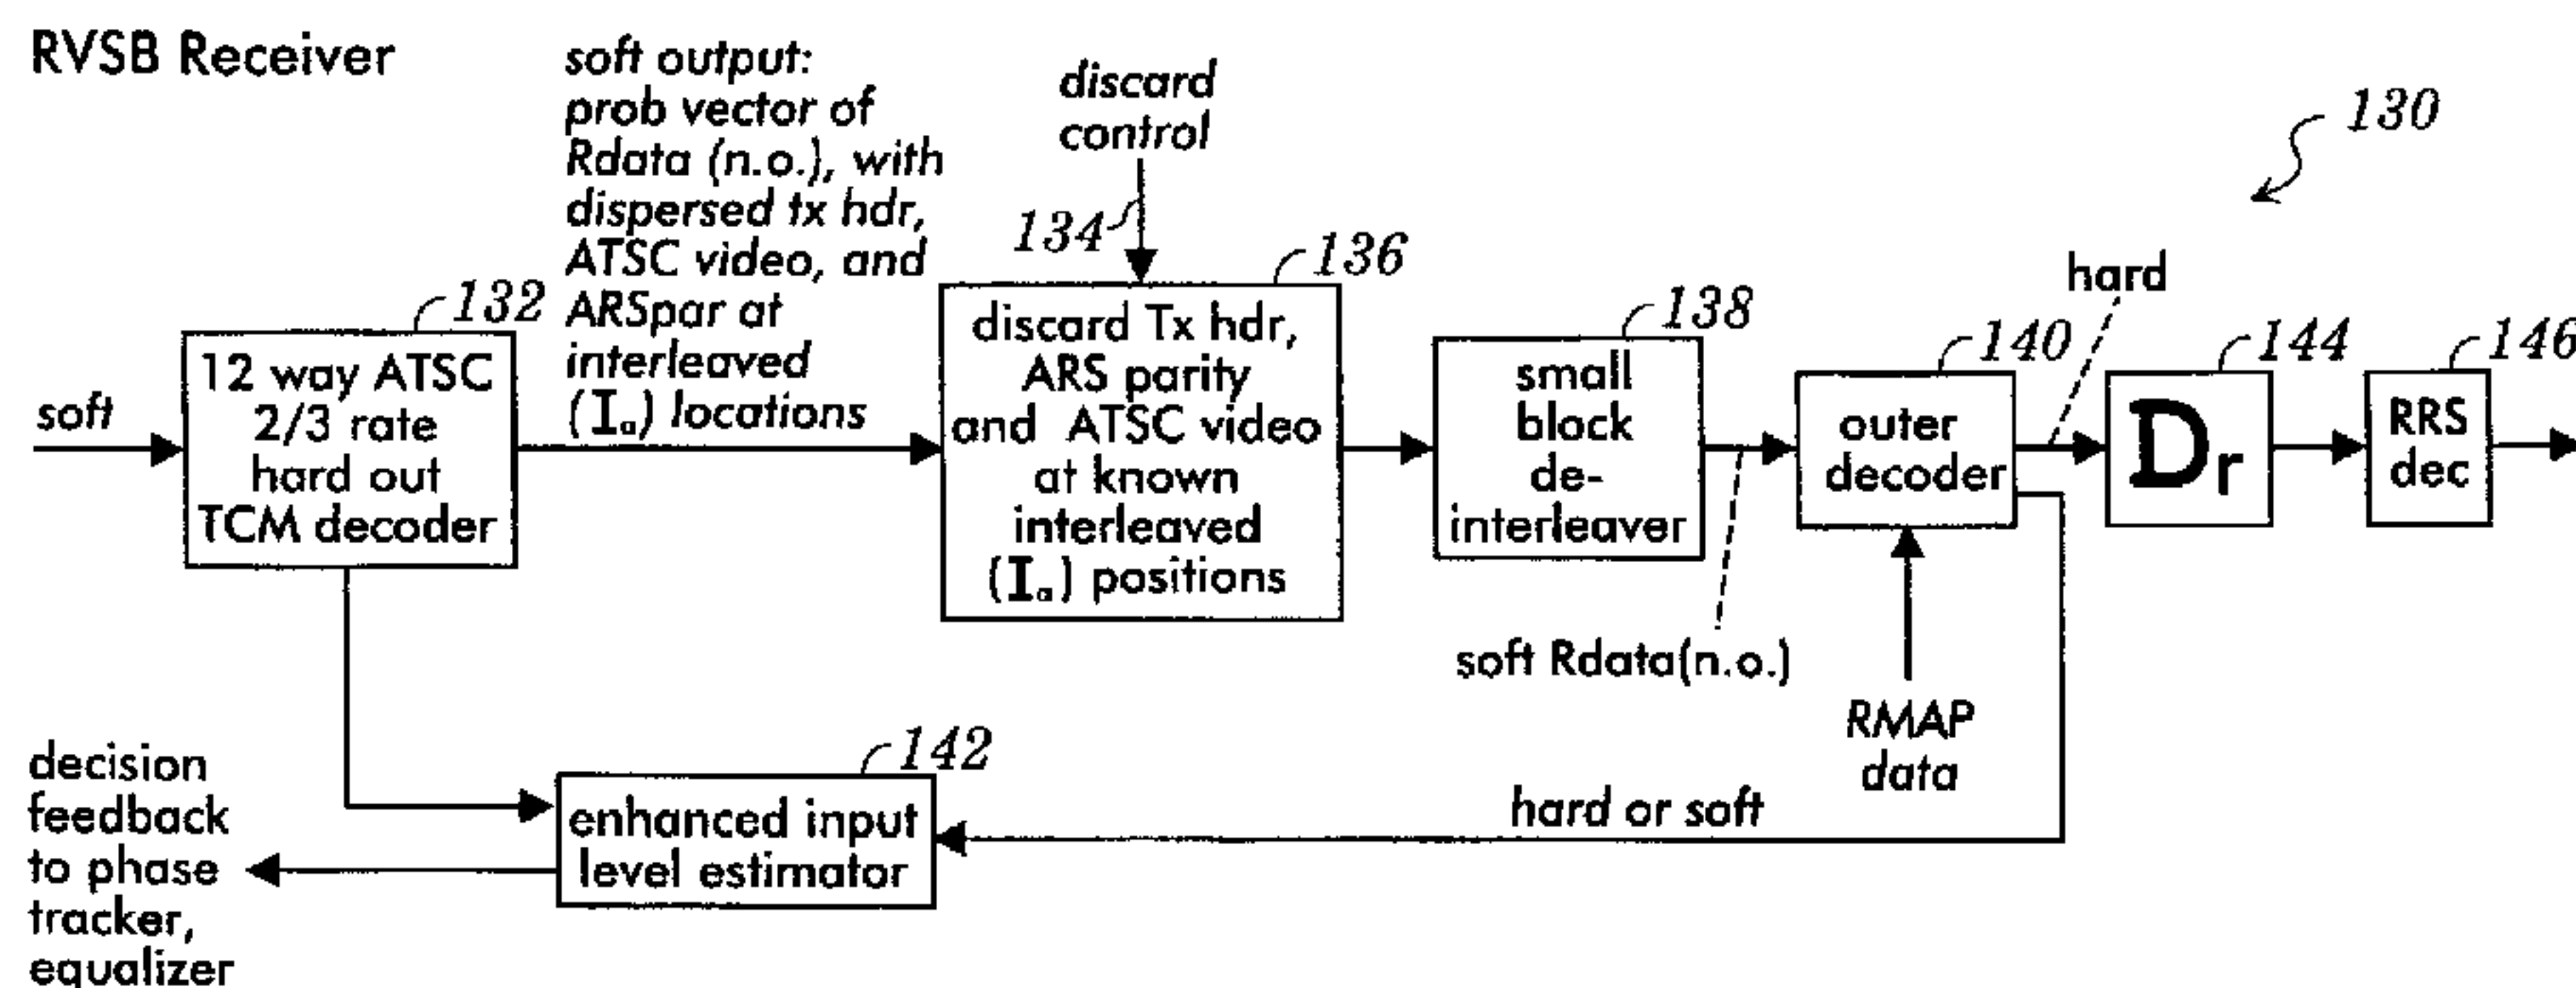 RVSB Receiver
soft output:
prob vector of
Rdata (n.o.), with
dispersed tx hdr,
ATSC video, and
ARSpar at
interleaved
(Ia) locations
discard
control
134
130
soft
132
12 way ATSC
2/3 rate
hard out
TCM decoder
136
discard Tx hdr,
ARS parity
and ATSC video
at known
interleaved
(Ia) positions
138
small
block
de-
interleaver
soft Rdata(n.o.)
140
outer
decoder
RMAP
data
hard
144
Dr
146
RRS
dec
hard or soft
142
enhanced input
level estimator
decision
feedback
to phase
tracker,
equalizer